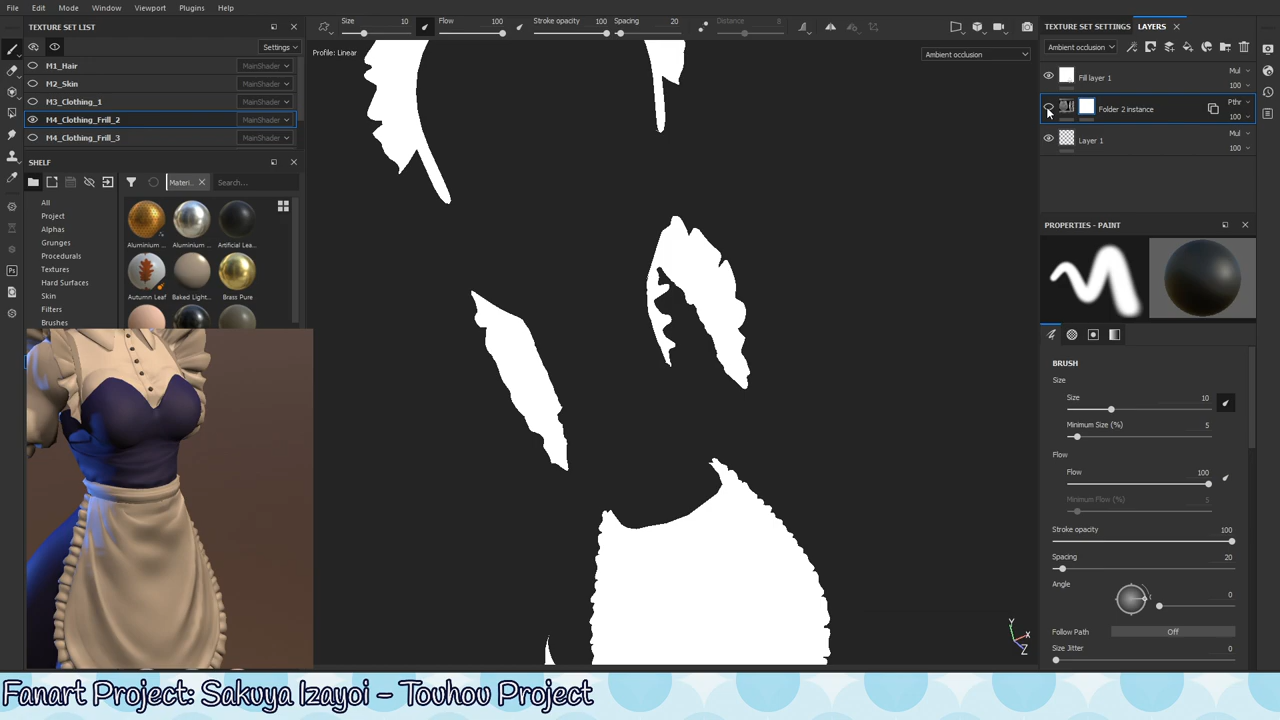 File Edit Mode Window Viewport Plugins Help
TEXTURE SET LIST
Settings
M1_Hair MainShader
M2_Skin MainShader
M3_Clothing_1 MainShader
M4_Clothing_Frill_2 MainShader
M4_Clothing_Frill_3 MainShader
SHELF
Materi... Search...
All
Project
Alphas
Grunges
Procedurals
Textures
Hard Surfaces
Skin
Filters
Brushes
Aluminium ... Aluminium ... Artificial Lea...
Autumn Leaf Baked Light... Brass Pure
Size 10 Flow 100 Stroke opacity 100 Spacing 20 Distance 8
Profile: Linear
Ambient occlusion
Y
X
Z
TEXTURE SET SETTINGS LAYERS
Ambient occlusion
Fill layer 1 Mul 100
Folder 2 instance Pthr 100
Layer 1 Mul 100
PROPERTIES - PAINT
BRUSH
Size
Size 10
Minimum Size (%) 5
Flow
Flow 100
Minimum Flow (%) 5
Stroke opacity 100
Spacing 20
Angle 0
Follow Path Off
Size Jitter 0
Fanart Project: Sakuya Izayoi - Touhou Project